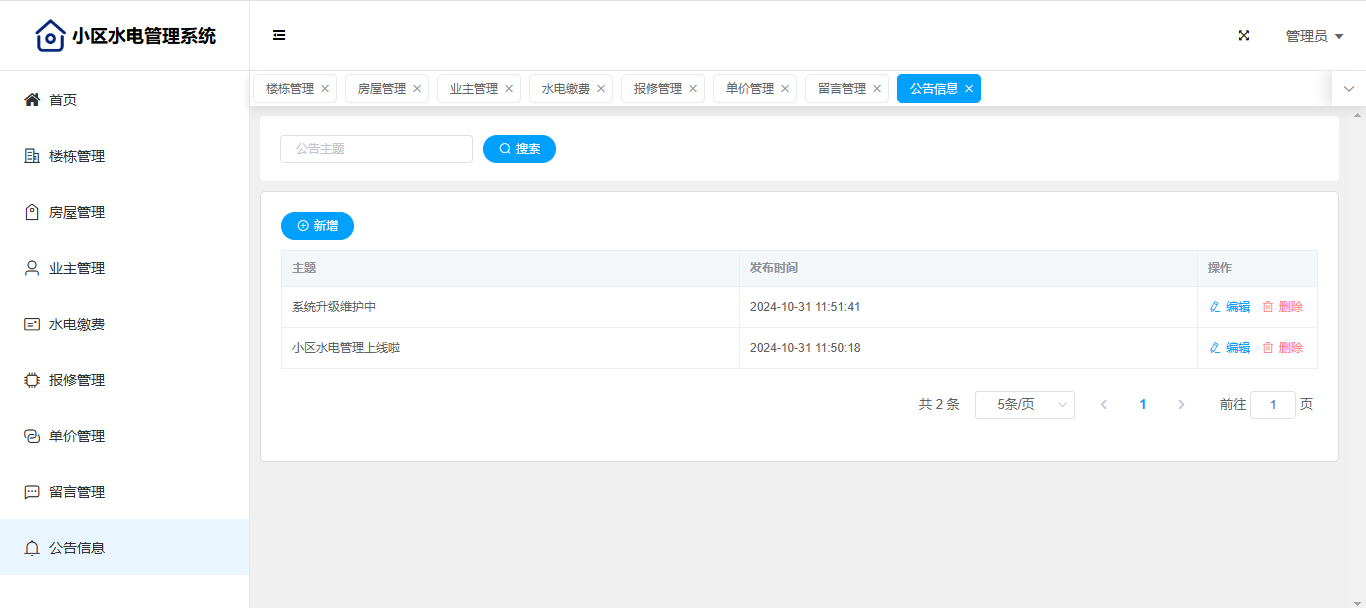 小区水电管理系统
管理员
首页
楼栋管理
房屋管理
业主管理
水电缴费
报修管理
单价管理
留言管理
公告信息
楼栋管理 房屋管理 业主管理 水电缴费 报修管理 单价管理 留言管理 公告信息
公告主题 搜索
新增
主题 发布时间 操作
系统升级维护中 2024-10-31 11:51:41 编辑 删除
小区水电管理上线啦 2024-10-31 11:50:18 编辑 删除
共 2 条 5条/页 1 前往 1 页